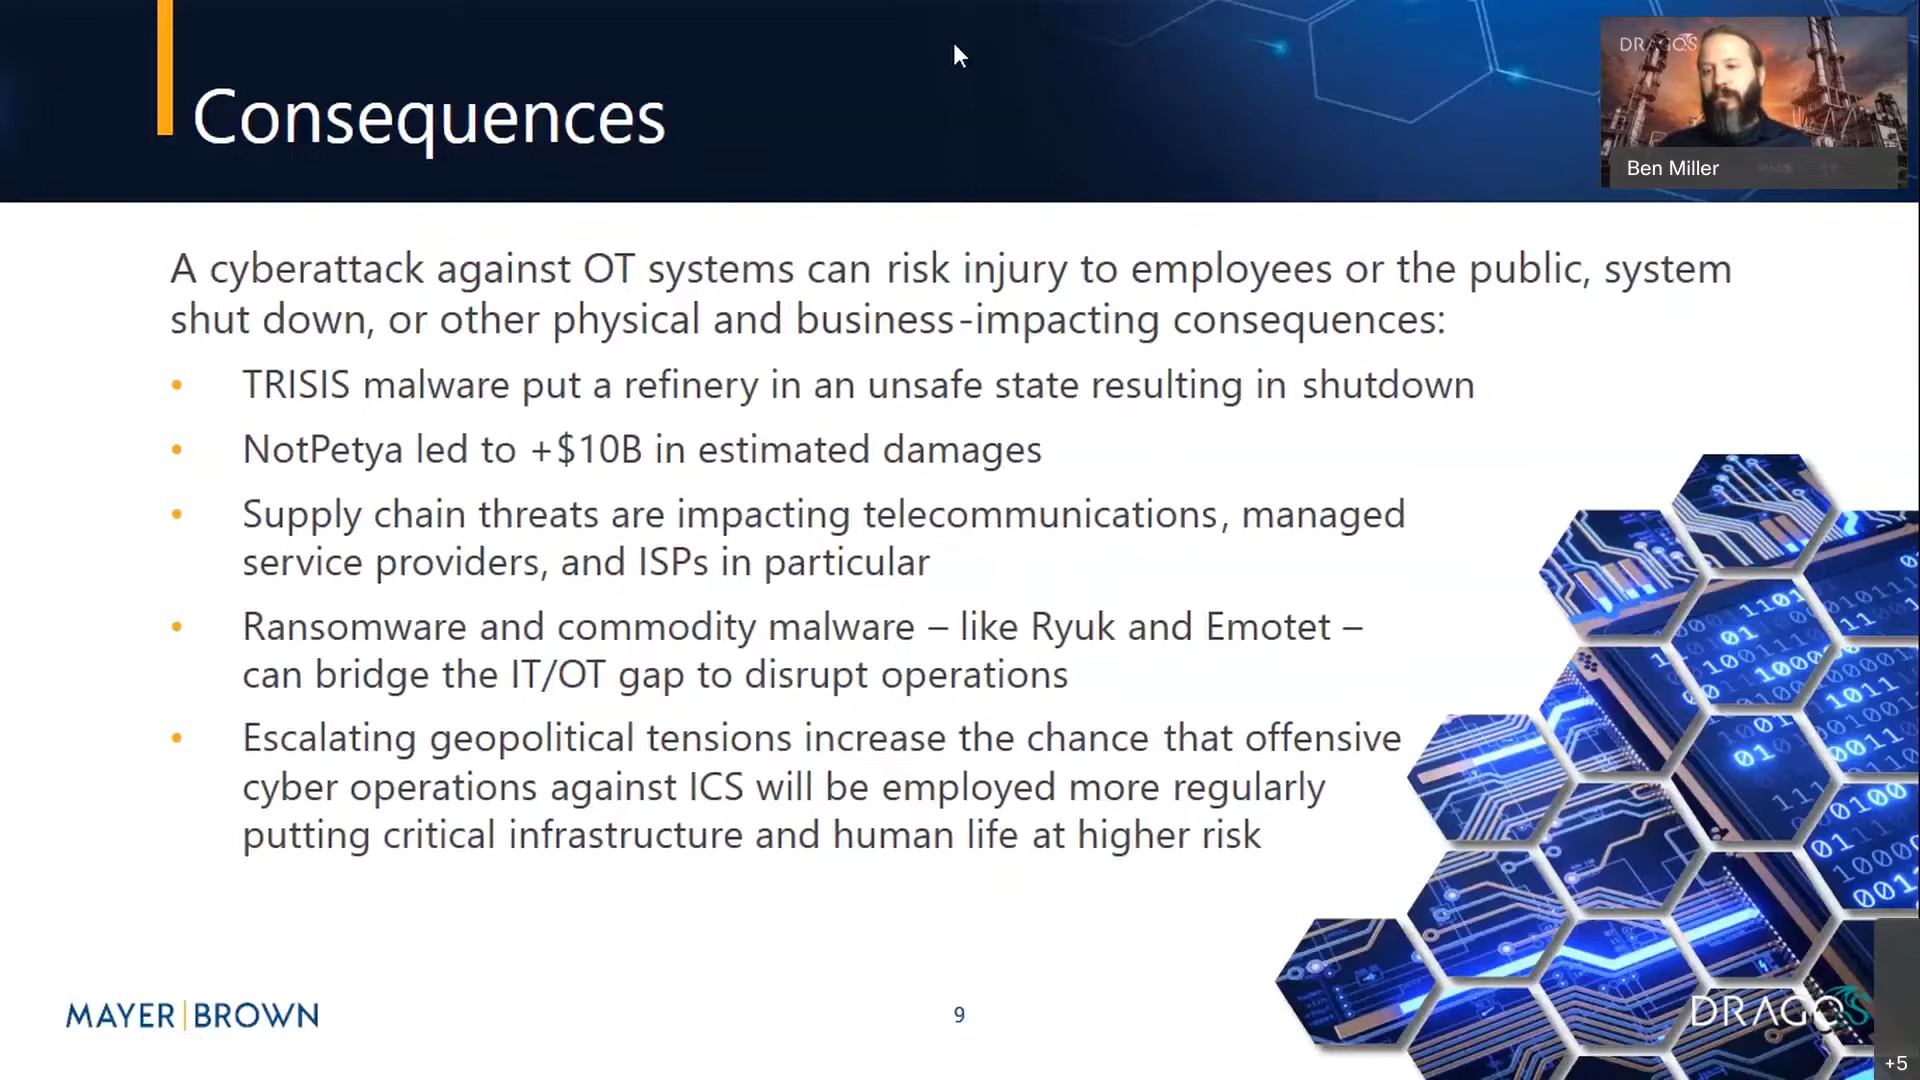 Consequences
DRAGOS
Ben Miller
A cyberattack against OT systems can risk injury to employees or the public, system
shut down, or other physical and business-impacting consequences:
• TRISIS malware put a refinery in an unsafe state resulting in shutdown
• NotPetya led to +$10B in estimated damages
• Supply chain threats are impacting telecommunications, managed
service providers, and ISPs in particular
• Ransomware and commodity malware – like Ryuk and Emotet –
can bridge the IT/OT gap to disrupt operations
• Escalating geopolitical tensions increase the chance that offensive
cyber operations against ICS will be employed more regularly
putting critical infrastructure and human life at higher risk
MAYER|BROWN
9
DRAGOS
+5